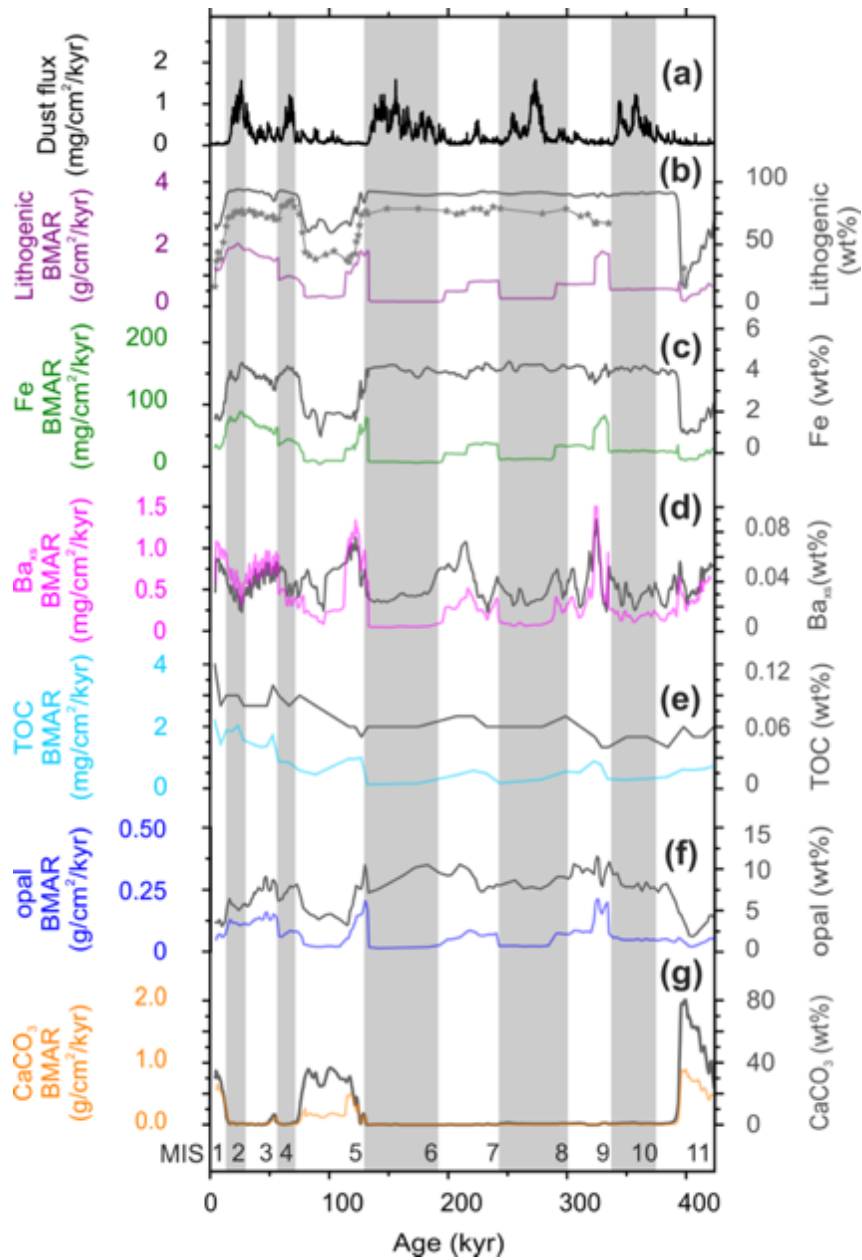 Dust flux
(mg/cm²/kyr)
2
1
0
(a)
Lithogenic
BMAR
(g/cm²/kyr)
4
2
0
(b)
100
50
0
Lithogenic
(wt%)
Fe
BMAR
(mg/cm²/kyr)
200
100
0
(c)
6
4
2
0
Fe (wt%)
Baxs
BMAR
(mg/cm²/kyr)
1.5
1.0
0.5
0
(d)
0.08
0.04
0
Baxs(wt%)
TOC
BMAR
(mg/cm²/kyr)
4
2
0
(e)
0.12
0.06
0
TOC (wt%)
opal
BMAR
(g/cm²/kyr)
0.50
0.25
0
(f)
15
10
5
0
opal (wt%)
CaCO₃
BMAR
(g/cm²/kyr)
2.0
1.0
0.0
(g)
80
40
0
CaCO₃ (wt%)
MIS 1 2 3 4 5 6 7 8 9 10 11
0 100 200 300 400
Age (kyr)